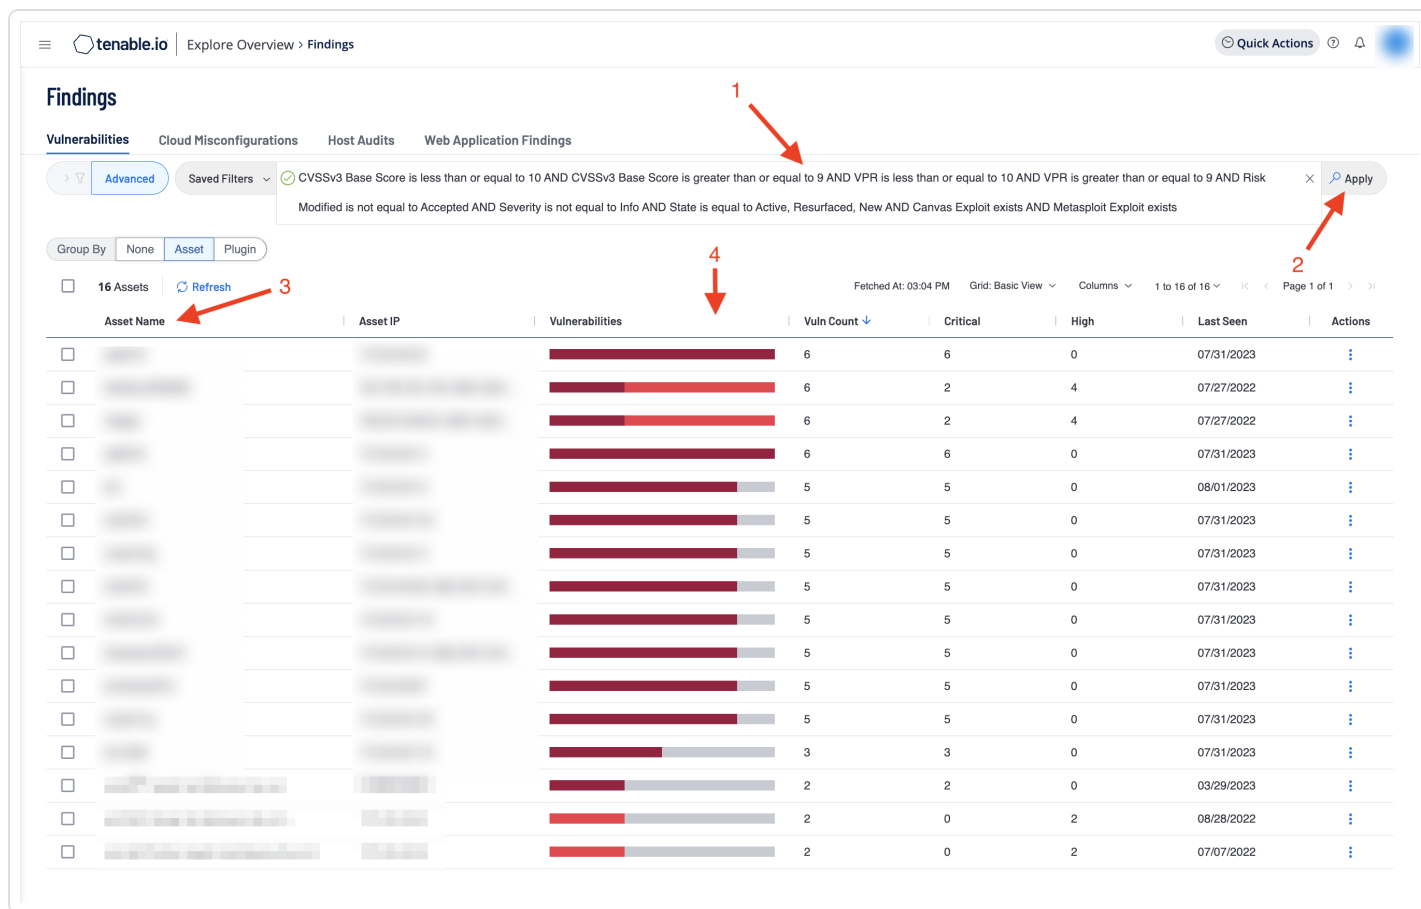 tenable.io Explore Overview > Findings Quick Actions
Findings
1
Vulnerabilities Cloud Misconfigurations Host Audits Web Application Findings
Advanced Saved Filters CVSSv3 Base Score is less than or equal to 10 AND CVSSv3 Base Score is greater than or equal to 9 AND VPR is less than or equal to 10 AND VPR is greater than or equal to 9 AND Risk Apply
Modified is not equal to Accepted AND Severity is not equal to Info AND State is equal to Active, Resurfaced, New AND Canvas Exploit exists AND Metasploit Exploit exists
Group By None Asset Plugin
4
2
16 Assets Refresh 3 Fetched At: 03:04 PM Grid: Basic View Columns 1 to 16 of 16 Page 1 of 1
Asset Name Asset IP Vulnerabilities Vuln Count Critical High Last Seen Actions
6 6 0 07/31/2023
6 2 4 07/27/2022
6 2 4 07/27/2022
6 6 0 07/31/2023
5 5 0 08/01/2023
5 5 0 07/31/2023
5 5 0 07/31/2023
5 5 0 07/31/2023
5 5 0 07/31/2023
5 5 0 07/31/2023
5 5 0 07/31/2023
5 5 0 07/31/2023
3 3 0 07/31/2023
2 2 0 03/29/2023
2 0 2 08/28/2022
2 0 2 07/07/2022